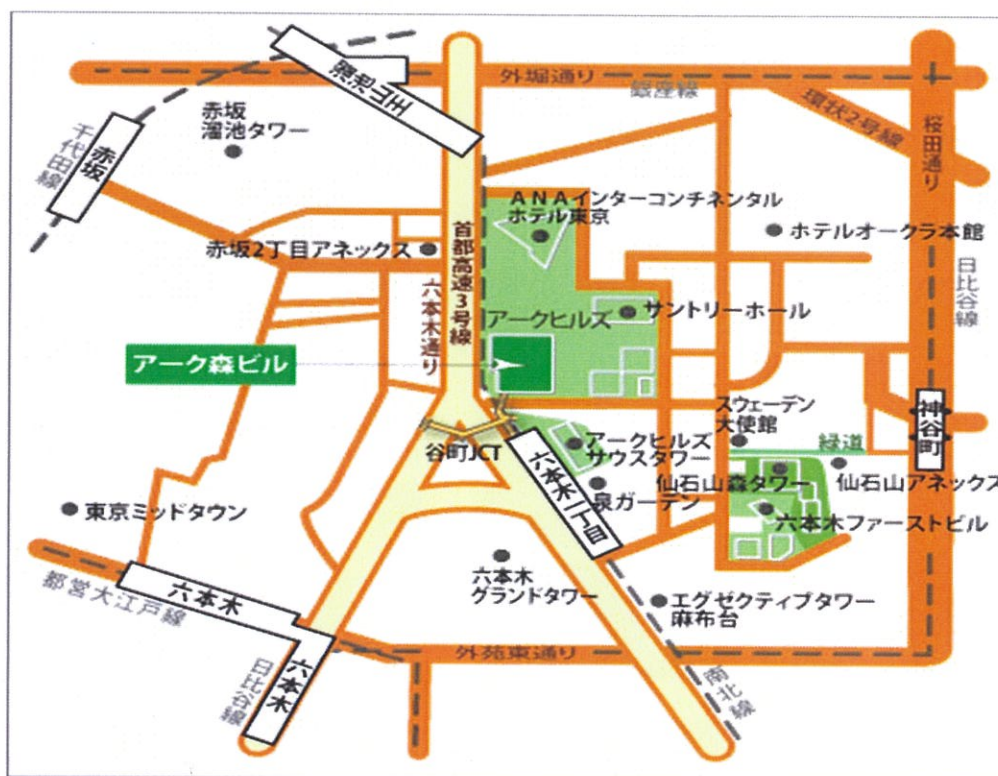 溜池山王
外堀通り
銀座線
環状2号線
桜田通り
赤坂
溜池タワー
千代田線
赤坂
ANAインターコンチネンタル
ホテル東京
ホテルオークラ本館
赤坂2丁目アネックス
首都高速3号線
六本木通り
日比谷線
アークヒルズ
サントリーホール
アーク森ビル
スウェーデン
大使館
神谷町
谷町JCT
アークヒルズ
サウスタワー
緑道
六本木一丁目
仙石山森タワー
仙石山アネックス
泉ガーデン
東京ミッドタウン
六本木ファーストビル
六本木
グランドタワー
都営大江戸線
六本木
エグゼクティブタワー
麻布台
外苑東通り
六本木
日比谷線
南北線